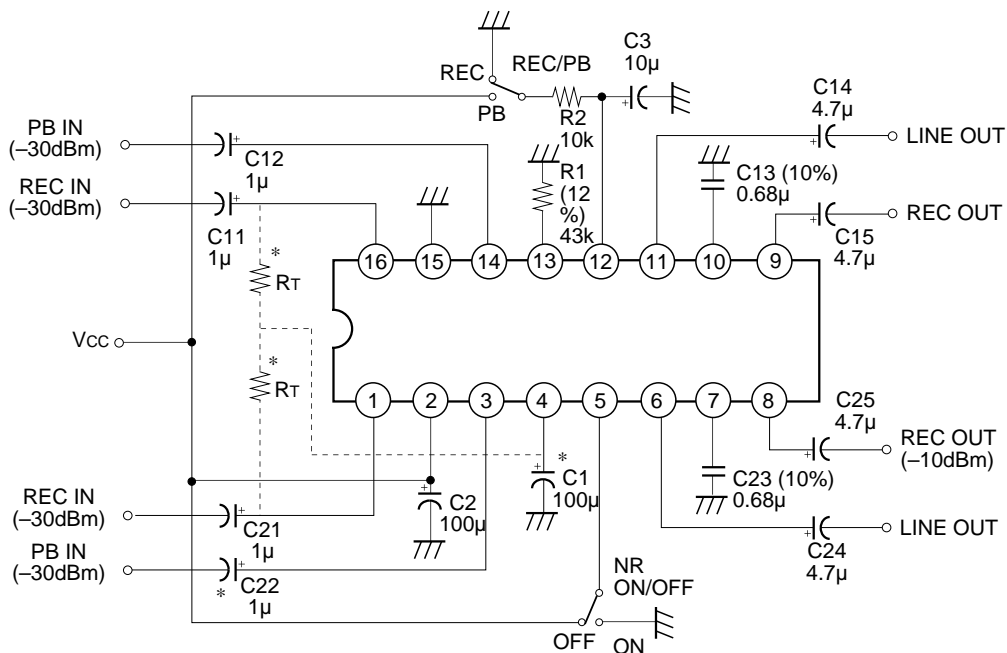 REC
REC/PB
PB
C3
10µ
R2
10k
C14
4.7µ
LINE OUT
PB IN
(–30dBm)
C12
1µ
R1
(12
%)
43k
C13 (10%)
0.68µ
REC IN
(–30dBm)
C11
1µ
REC OUT
C15
4.7µ
+
+
+
+
+
*
RT
16
15
14
13
12
11
10
9
VCC
*
RT
1
2
3
4
5
6
7
8
C25
4.7µ
REC OUT
(–10dBm)
*
C1
100µ
C2
100µ
C23 (10%)
0.68µ
REC IN
(–30dBm)
C21
1µ
LINE OUT
C24
4.7µ
PB IN
(–30dBm)
C22
1µ
*
+
+
+
+
+
+
NR
ON/OFF
OFF
ON